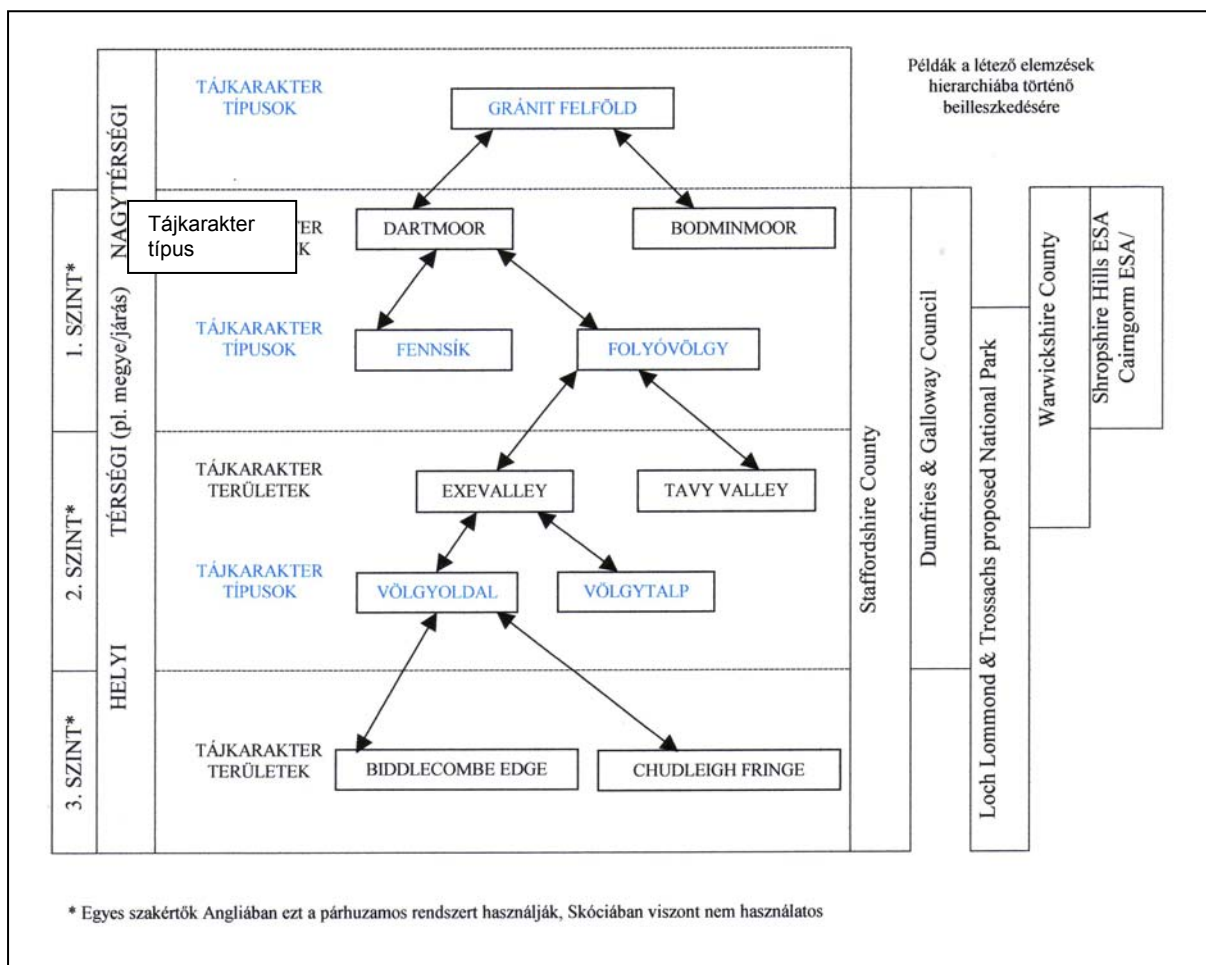 TÁJKARAKTER
TÍPUSOK
GRÁNIT FELFÖLD
Példák a létező elemzések
hierarchiába történő
beilleszkedésére
NAGYTÉRSÉGI
TÉRSÉGI (pl. megye/járás)
HELYI
1. SZINT*
2. SZINT*
3. SZINT*
Tájkarakter
típus
TER
K
DARTMOOR
BODMINMOOR
TÁJKARAKTER
TÍPUSOK
FENNSÍK
FOLYÓVÖLGY
TÁJKARAKTER
TERÜLETEK
EXEVALLEY
TAVY VALLEY
TÁJKARAKTER
TÍPUSOK
VÖLGYOLDAL
VÖLGYTALP
TÁJKARAKTER
TERÜLETEK
BIDDLECOMBE EDGE
CHUDLEIGH FRINGE
Staffordshire County
Dumfries & Galloway Council
Loch Lommond & Trossachs proposed National Park
Warwickshire County
Shropshire Hills ESA
Cairngorm ESA/
* Egyes szakértők Angliában ezt a párhuzamos rendszert használják, Skóciában viszont nem használatos